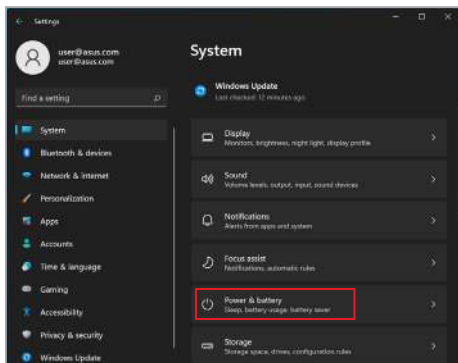 Settings
user@asus.com
user@asus.com
Find a setting
System
Bluetooth & devices
Network & internet
Personalization
Apps
Accounts
Time & language
Gaming
Accessibility
Privacy & security
Windows Update
System
Windows Update
Last checked: 12 minutes ago
Display
Monitors, brightness, night light, display profile
Sound
Volume levels, output, input, sound devices
Notifications
Alerts from apps and system
Focus assist
Notifications, automatic rules
Power & battery
Sleep, battery usage, battery saver
Storage
Storage space, drives, configuration rules